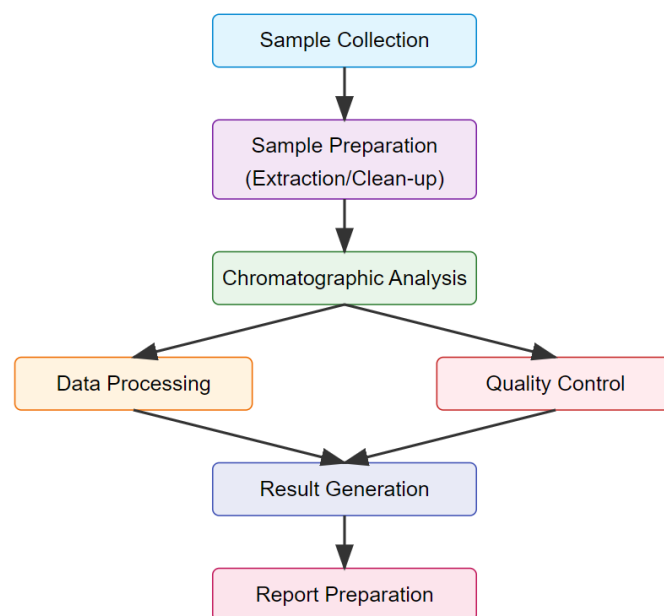 Sample Collection
Sample Preparation
(Extraction/Clean-up)
Chromatographic Analysis
Data Processing
Quality Control
Result Generation
Report Preparation